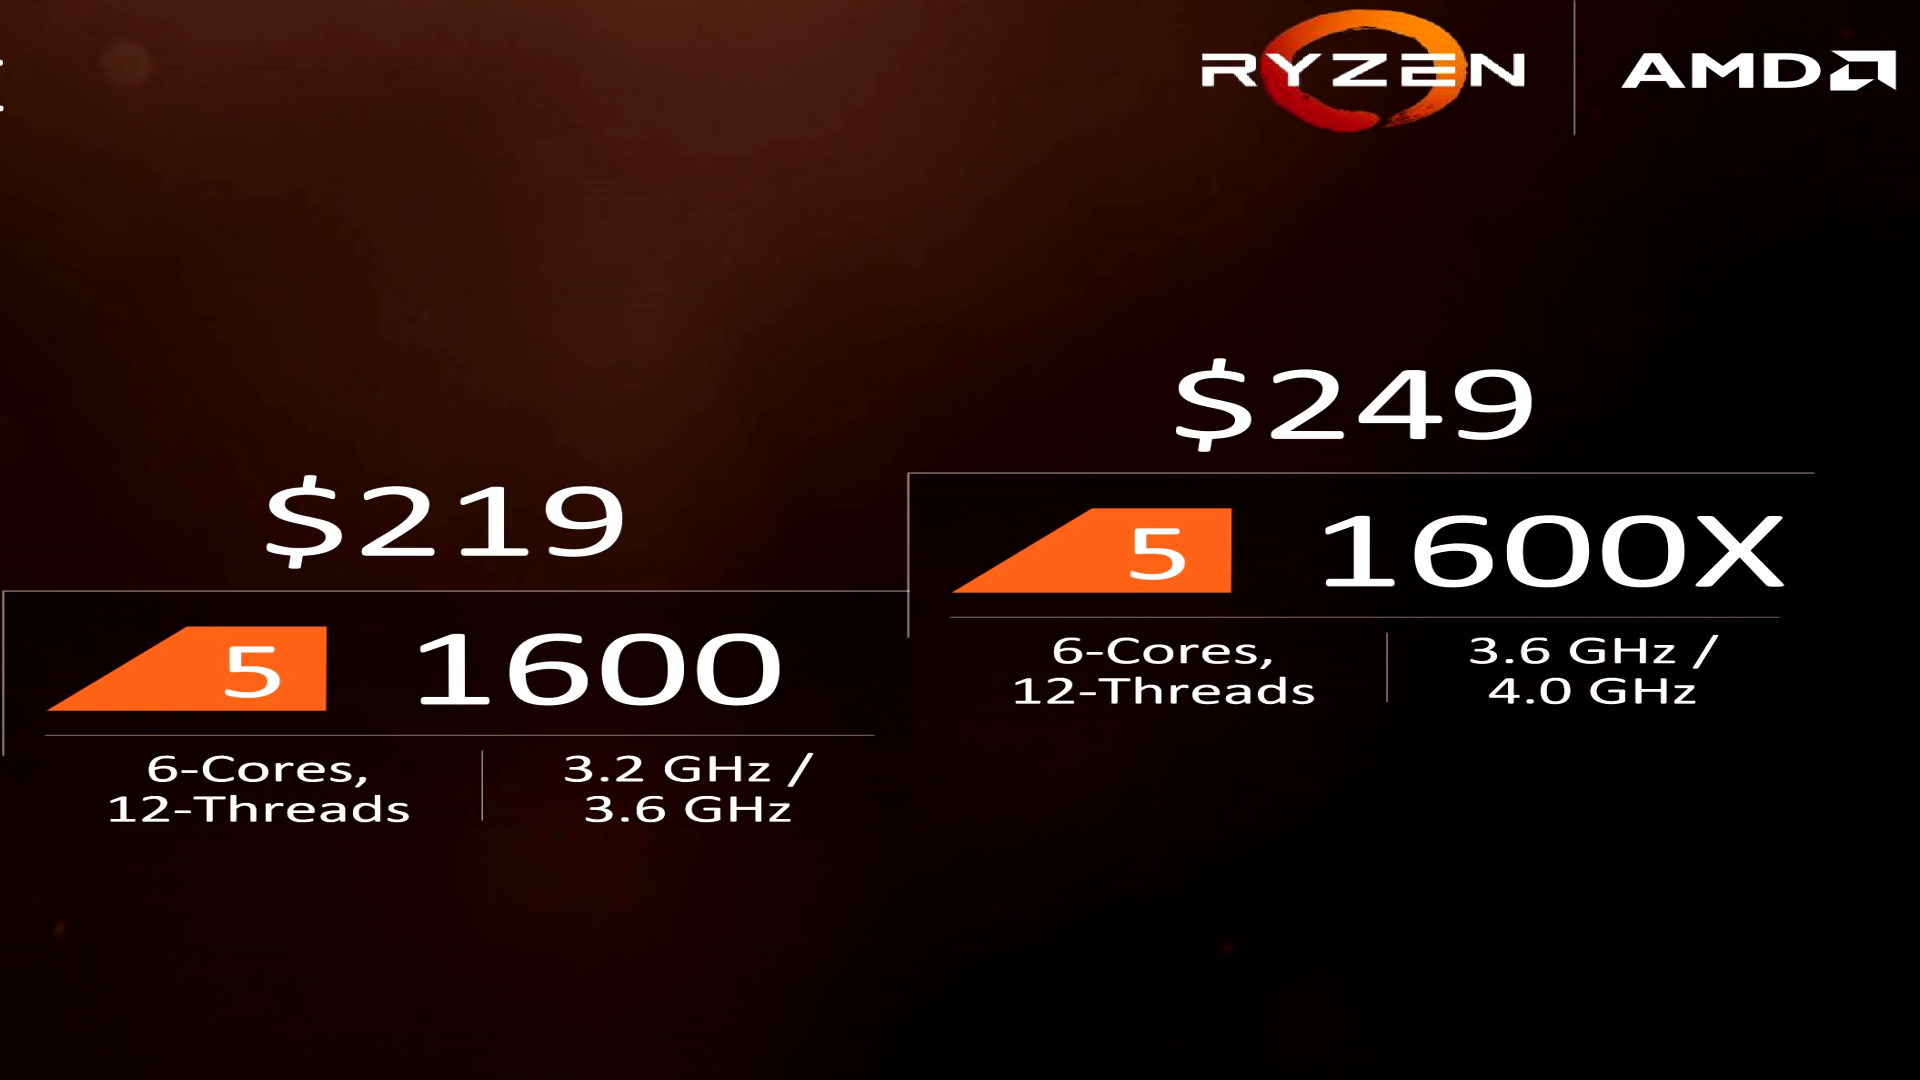 RYZEN
AMD
$219
5 1600
6-Cores,
12-Threads
3.2 GHz /
3.6 GHz
$249
5 1600X
6-Cores,
12-Threads
3.6 GHz /
4.0 GHz